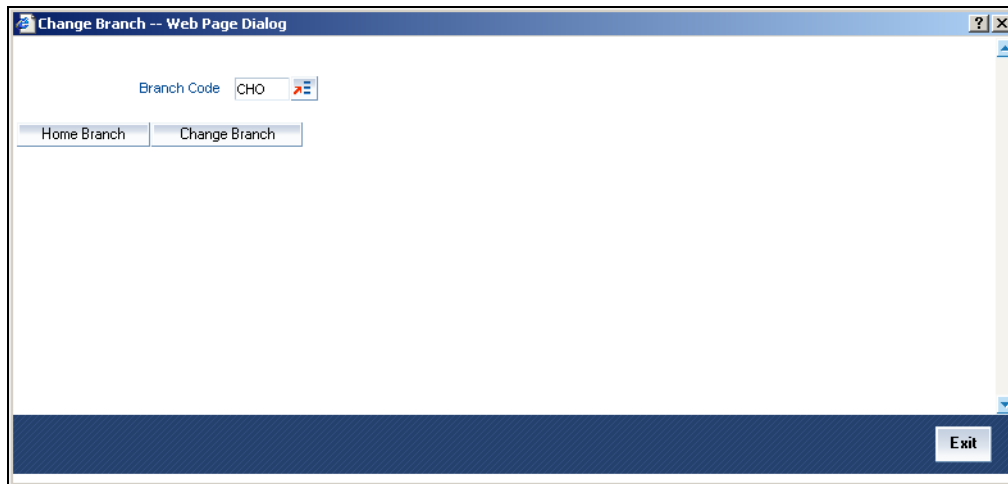 Change Branch -- Web Page Dialog
Branch Code CHO
Home Branch Change Branch
Exit